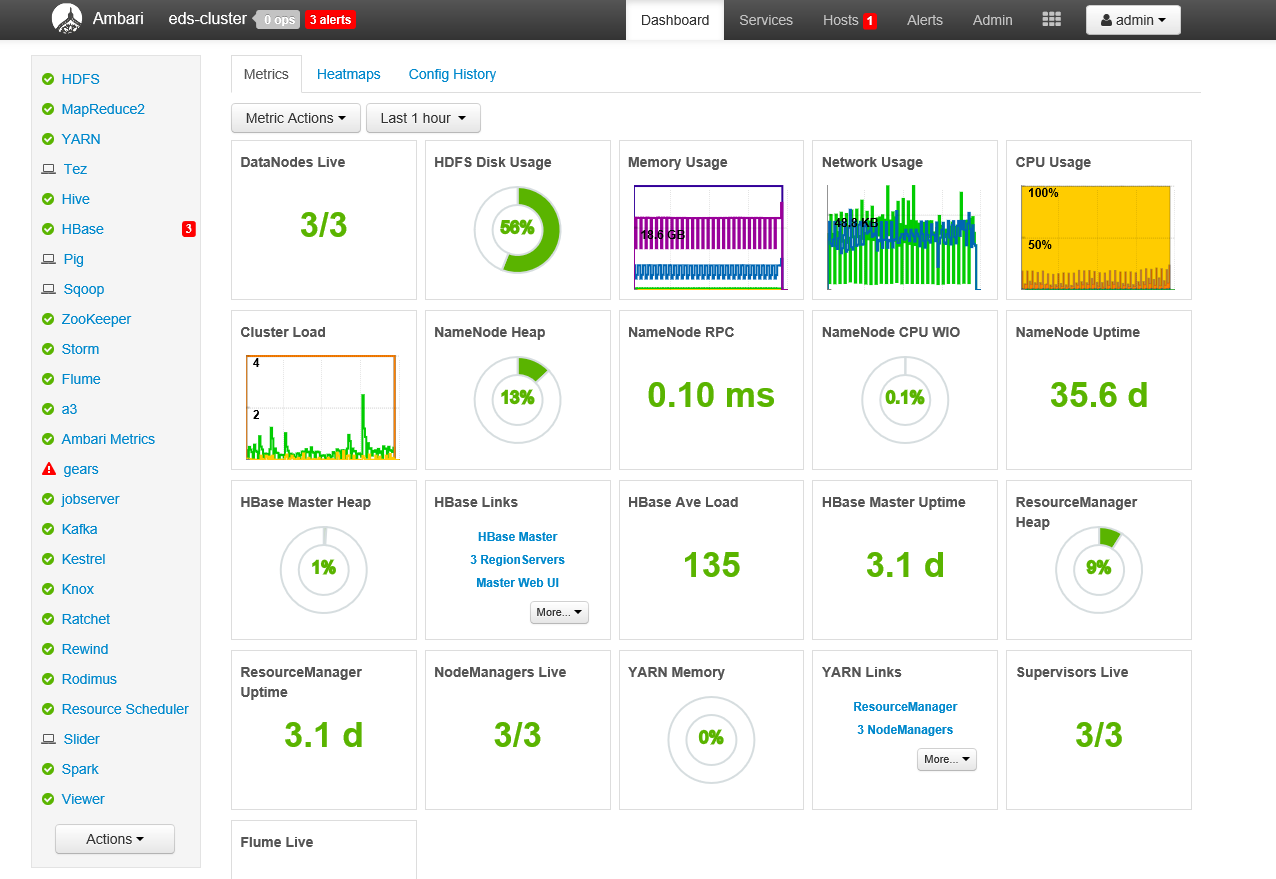 Ambari eds-cluster 0 ops 3 alerts Dashboard Services Hosts 1 Alerts Admin admin
HDFS
MapReduce2
YARN
Tez
Hive
HBase 3
Pig
Sqoop
ZooKeeper
Storm
Flume
a3
Ambari Metrics
gears
jobserver
Kafka
Kestrel
Knox
Ratchet
Rewind
Rodimus
Resource Scheduler
Slider
Spark
Viewer
Actions
Metrics Heatmaps Config History
Metric Actions Last 1 hour
DataNodes Live
3/3
HDFS Disk Usage
56%
Memory Usage
18.6 GB
Network Usage
48.8 KB
CPU Usage
100%
50%
Cluster Load
4
2
NameNode Heap
13%
NameNode RPC
0.10 ms
NameNode CPU WIO
0.1%
NameNode Uptime
35.6 d
HBase Master Heap
1%
HBase Links
HBase Master
3 RegionServers
Master Web UI
More...
HBase Ave Load
135
HBase Master Uptime
3.1 d
ResourceManager
Heap
9%
ResourceManager
Uptime
3.1 d
NodeManagers Live
3/3
YARN Memory
0%
YARN Links
ResourceManager
3 NodeManagers
More...
Supervisors Live
3/3
Flume Live